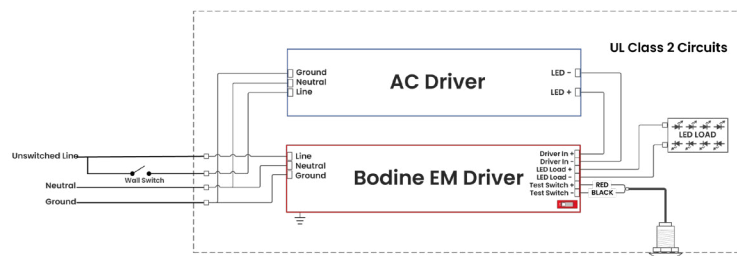 UL Class 2 Circuits
Ground
Neutral
Line
AC Driver
LED -
LED +
LED LOAD
Unswitched Line
Wall Switch
Neutral
Ground
Line
Neutral
Ground
Bodine EM Driver
Driver In +
Driver In -
LED Load +
LED Load -
Test Switch +
Test Switch -
RED
BLACK